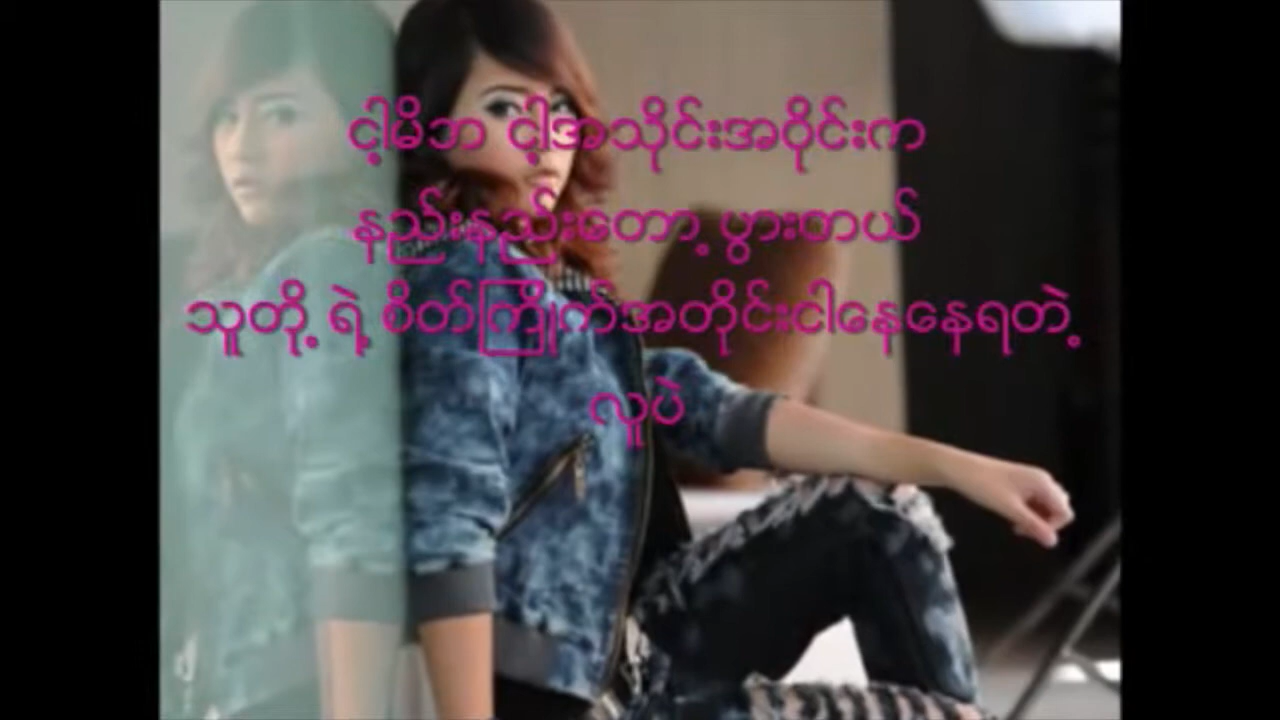 ငါ့မိဘ ငါ့အသိုင်းအဝိုင်းက
နည်းနည်းတော့ ပွားတယ်
သူတို့ ရဲ့ စိတ်ကြိုက်အတိုင်းငါနေနေရတဲ့
လူပဲ